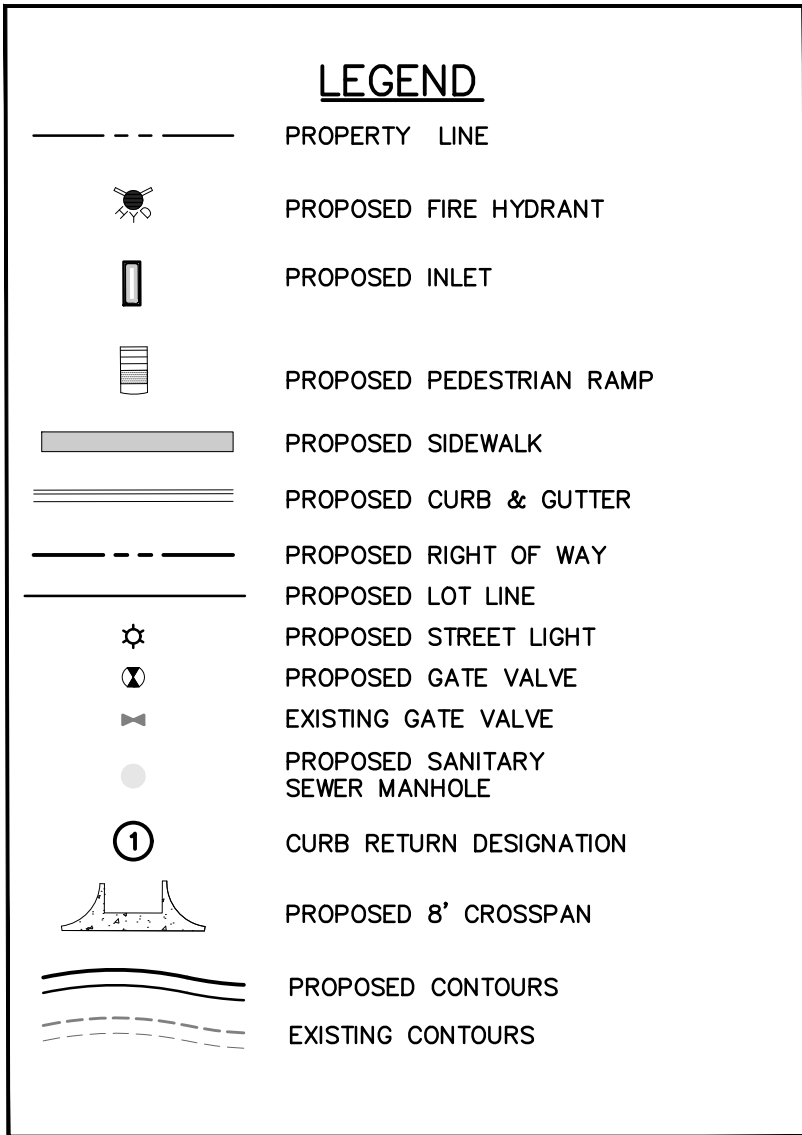 LEGEND
PROPERTY LINE
HYD
PROPOSED FIRE HYDRANT
PROPOSED INLET
PROPOSED PEDESTRIAN RAMP
PROPOSED SIDEWALK
PROPOSED CURB & GUTTER
PROPOSED RIGHT OF WAY
PROPOSED LOT LINE
PROPOSED STREET LIGHT
PROPOSED GATE VALVE
EXISTING GATE VALVE
PROPOSED SANITARY
SEWER MANHOLE
1
CURB RETURN DESIGNATION
PROPOSED 8' CROSSPAN
PROPOSED CONTOURS
EXISTING CONTOURS